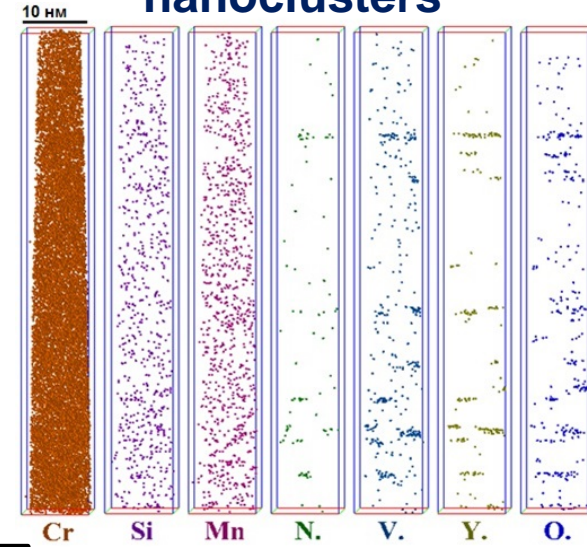 nanoclusters
10 нм
Cr Si Mn N. V. Y. O.